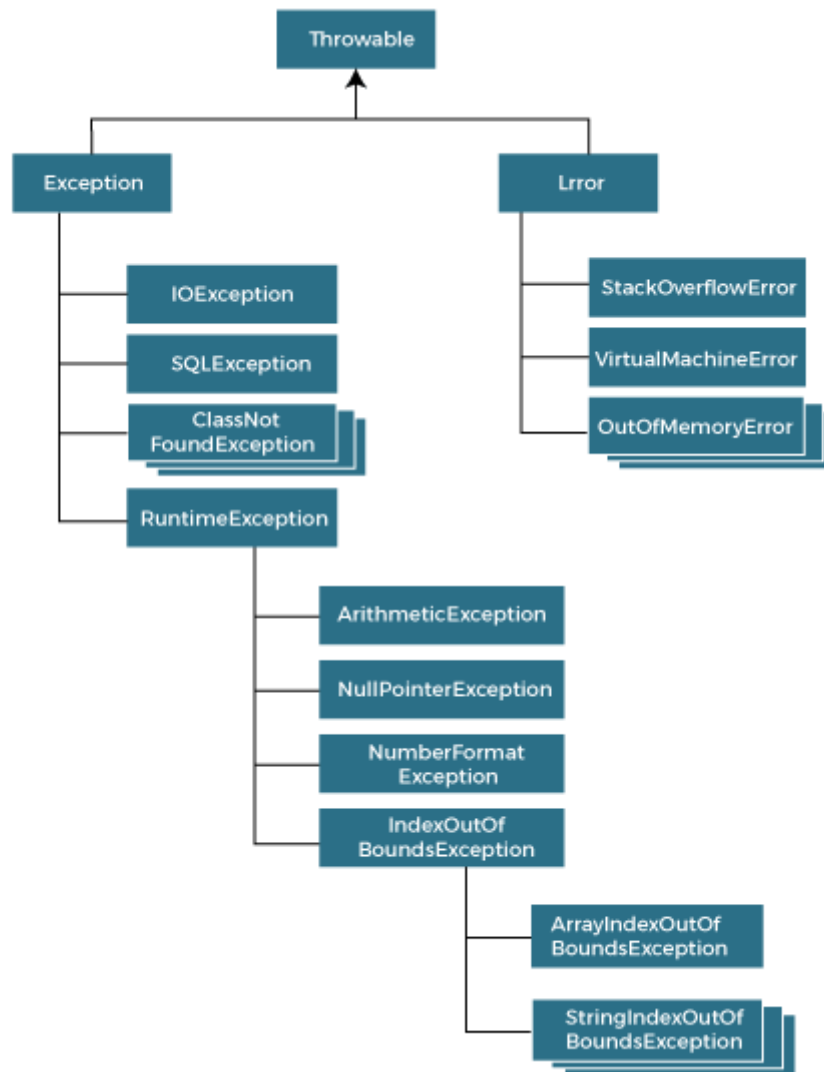 Throwable
Exception
Lrror
IOException
StackOverflowError
SQLException
VirtualMachineError
ClassNot
FoundException
OutOfMemoryError
RuntimeException
ArithmeticException
NullPointerException
NumberFormat
Exception
IndexOutOf
BoundsException
ArrayIndexOutOf
BoundsException
StringIndexOutOf
BoundsException